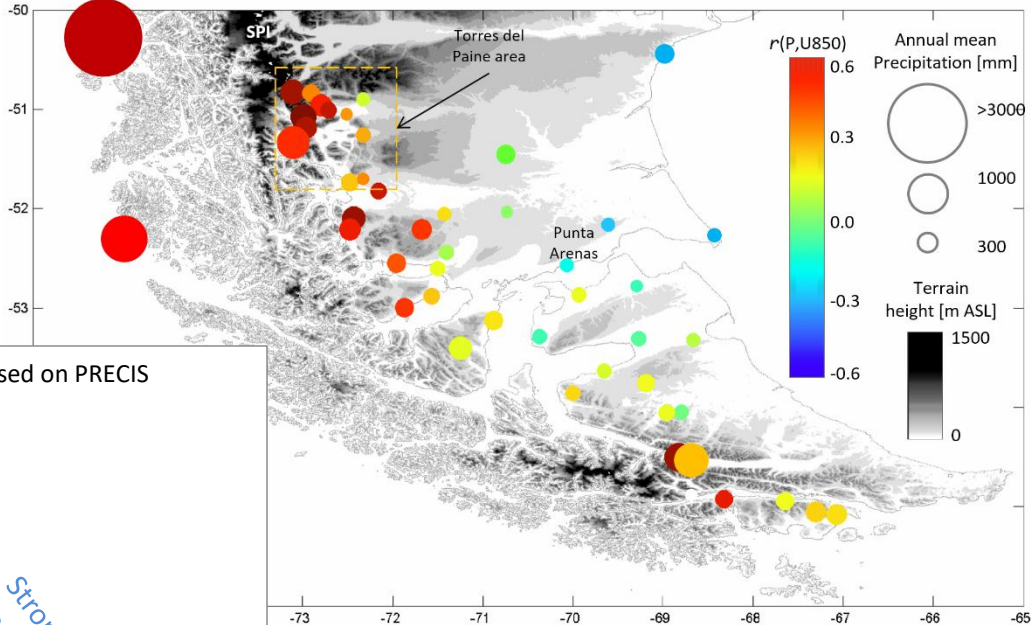 -50
-51
-52
-53
SPI
Torres del
Paine area
Punta
Arenas
r(P,U850)
0.6
0.3
0.0
-0.3
-0.6
Annual mean
Precipitation [mm]
>3000
1000
300
Terrain
height [m ASL]
1500
0
sed on PRECIS
Stron
-73
-72
-71
-70
-69
-68
-67
-66
-65